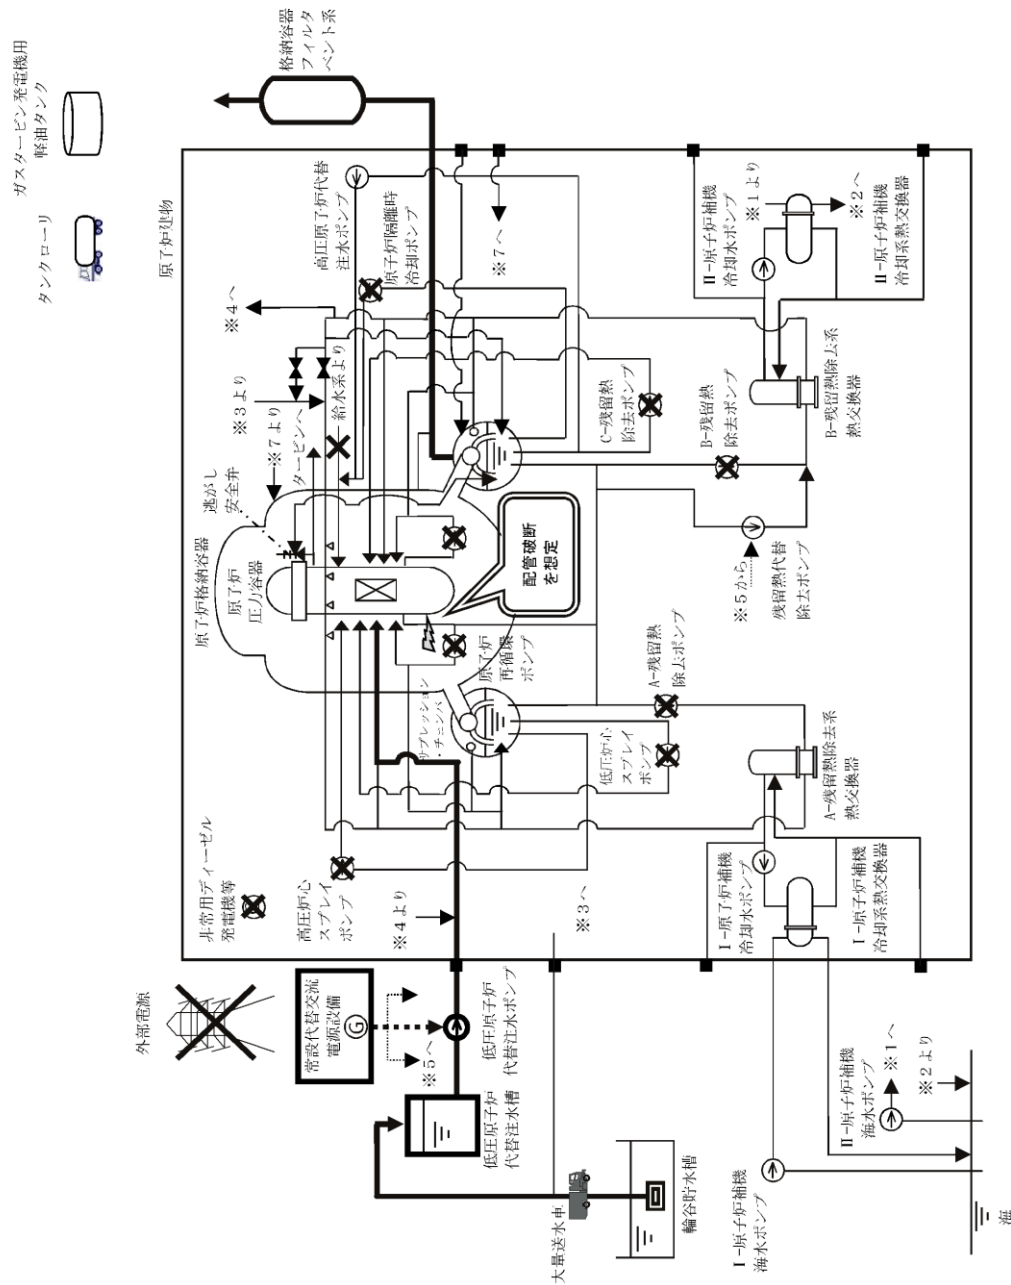 外部電源
常設代替交流
電源設備
G
※5へ
低圧原子炉
代替注水槽
低圧原子炉
代替注水ポンプ
大量送水車
輪谷貯水槽
Ⅰ-原子炉補機
海水ポンプ
Ⅱ-原子炉補機
海水ポンプ
※1へ
※2より
海
非常用ディーゼル
発電機等
高圧炉心
スプレイ
ポンプ
※4より
※3へ
Ⅰ-原子炉補機
冷却水ポンプ
Ⅰ-原子炉補機
冷却系熱交換器
原子炉格納容器
原子炉
圧力容器
逃がし
安全弁
※7より
タービンへ
※3より
給水系より
※4へ
サプレッション
・チェンバ
原子炉
再循環
ポンプ
配管破断
を想定
低圧炉心
スプレイ
ポンプ
A-残留熱
除去ポンプ
A-残留熱除去系
熱交換器
※5から
残留熱代替
除去ポンプ
B-残留熱
除去ポンプ
C-残留熱
除去ポンプ
B-残留熱除去系
熱交換器
原子炉建物
高圧原子炉代替
注水ポンプ
原子炉隔離時
冷却ポンプ
※7へ
Ⅱ-原子炉補機
冷却水ポンプ
※1より
※2へ
Ⅱ-原子炉補機
冷却系熱交換器
格納容器
フィルタ
ベント系
タンクローリ
ガスタービン発電機用
軽油タンク